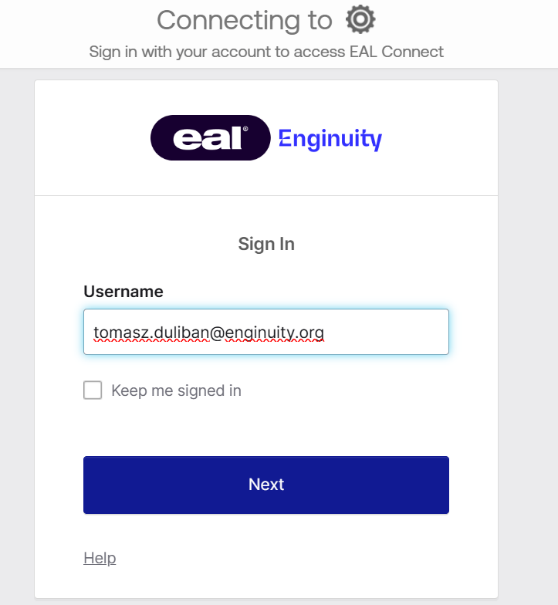 Connecting to
Sign in with your account to access EAL Connect
eal® Enginuity
Sign In
Username
tomasz.duliban@enginuity.org
Keep me signed in
Next
Help